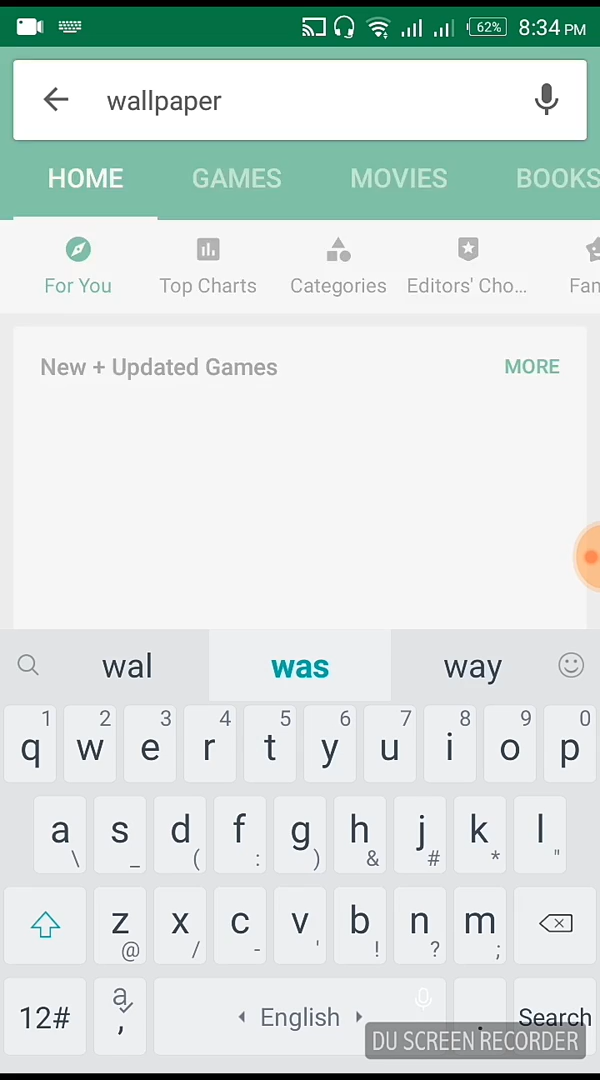 62% 8:34 PM
wallpaper
HOME GAMES MOVIES BOOKS
For You Top Charts Categories Editors' Cho... Fan
New + Updated Games MORE
wal was way
1 2 3 4 5 6 7 8 9 0
q w e r t y u i o p
a s d f g h j k l
\ _ ( : ) & # * "
z x c v b n m
@ / - ' ! ? ;
12# a , English . Search
DU SCREEN RECORDER